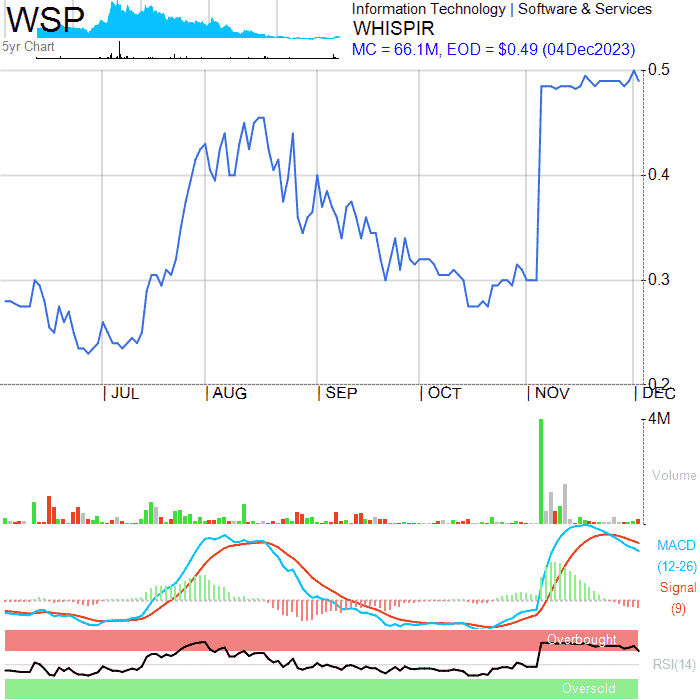 WSP
Information Technology | Software & Services
WHISPIR
5yr Chart
MC = 66.1M, EOD = $0.49 (04Dec2023)
0.5
0.4
0.3
0.2
| JUL | AUG | SEP | OCT | NOV | DEC
4M
Volume
MACD
(12-26)
Signal
(9)
Overbought
RSI(14)
Oversold